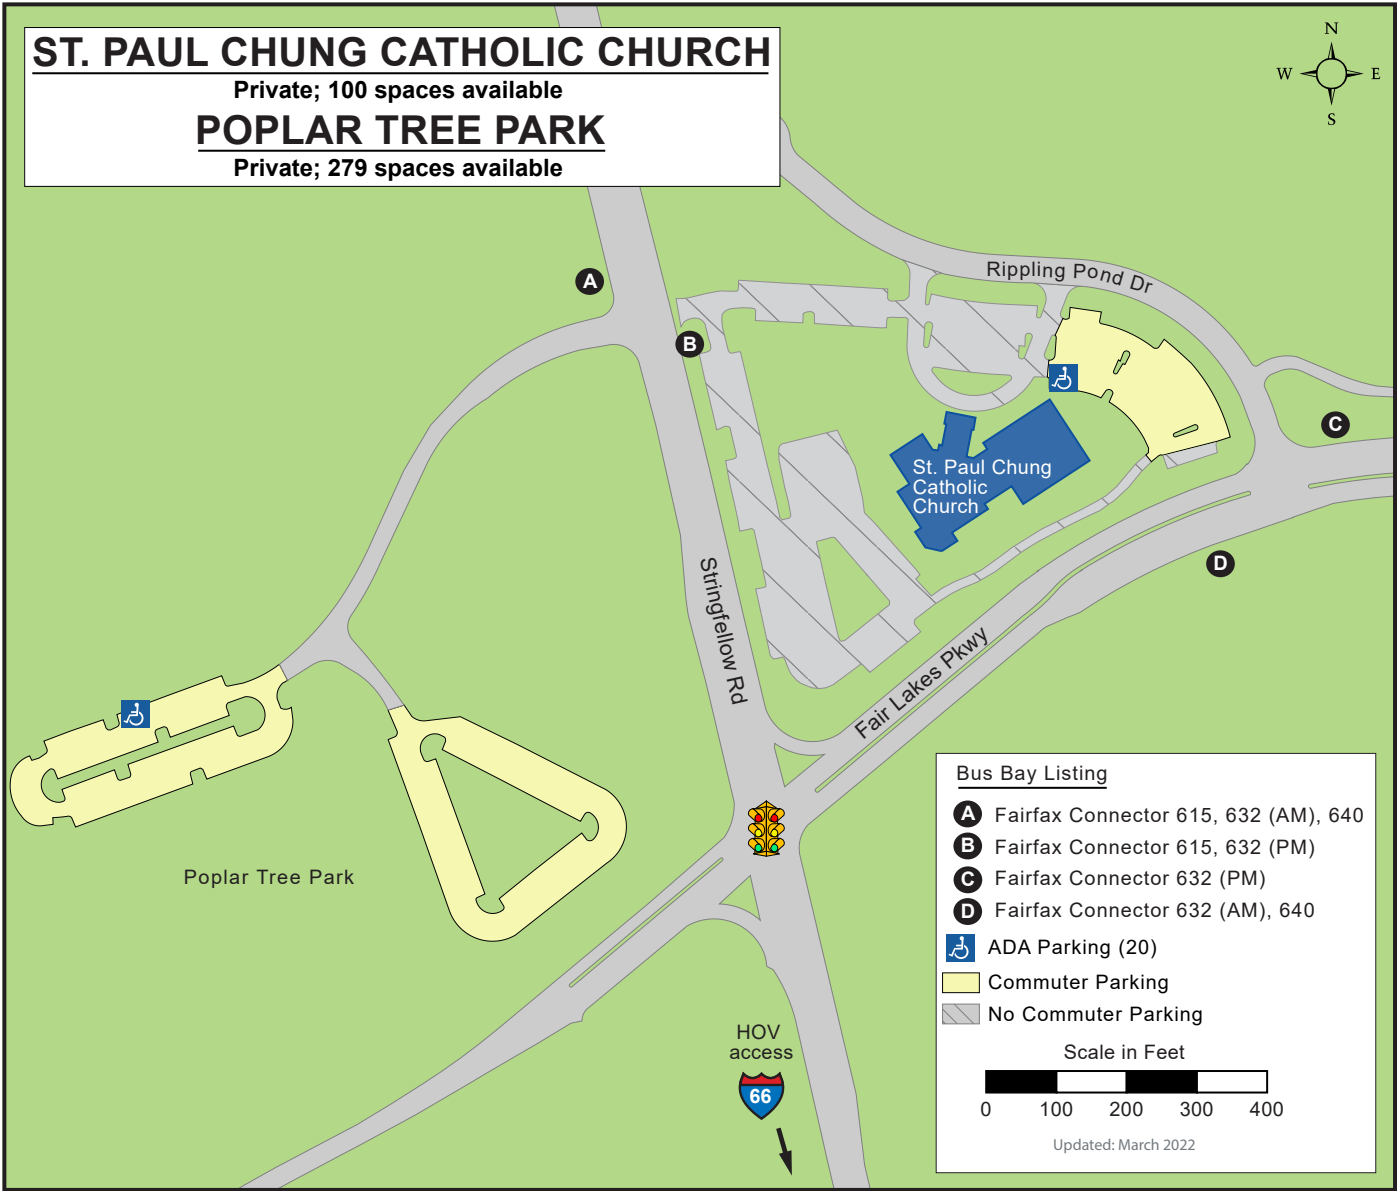 ST. PAUL CHUNG CATHOLIC CHURCH
Private; 100 spaces available
POPLAR TREE PARK
Private; 279 spaces available
N
W
E
S
A
Rippling Pond Dr
B
C
St. Paul Chung
Catholic
Church
D
Stringfellow Rd
Fair Lakes Pkwy
Poplar Tree Park
HOV
access
66
Bus Bay Listing
A Fairfax Connector 615, 632 (AM), 640
B Fairfax Connector 615, 632 (PM)
C Fairfax Connector 632 (PM)
D Fairfax Connector 632 (AM), 640
ADA Parking (20)
Commuter Parking
No Commuter Parking
Scale in Feet
0 100 200 300 400
Updated: March 2022